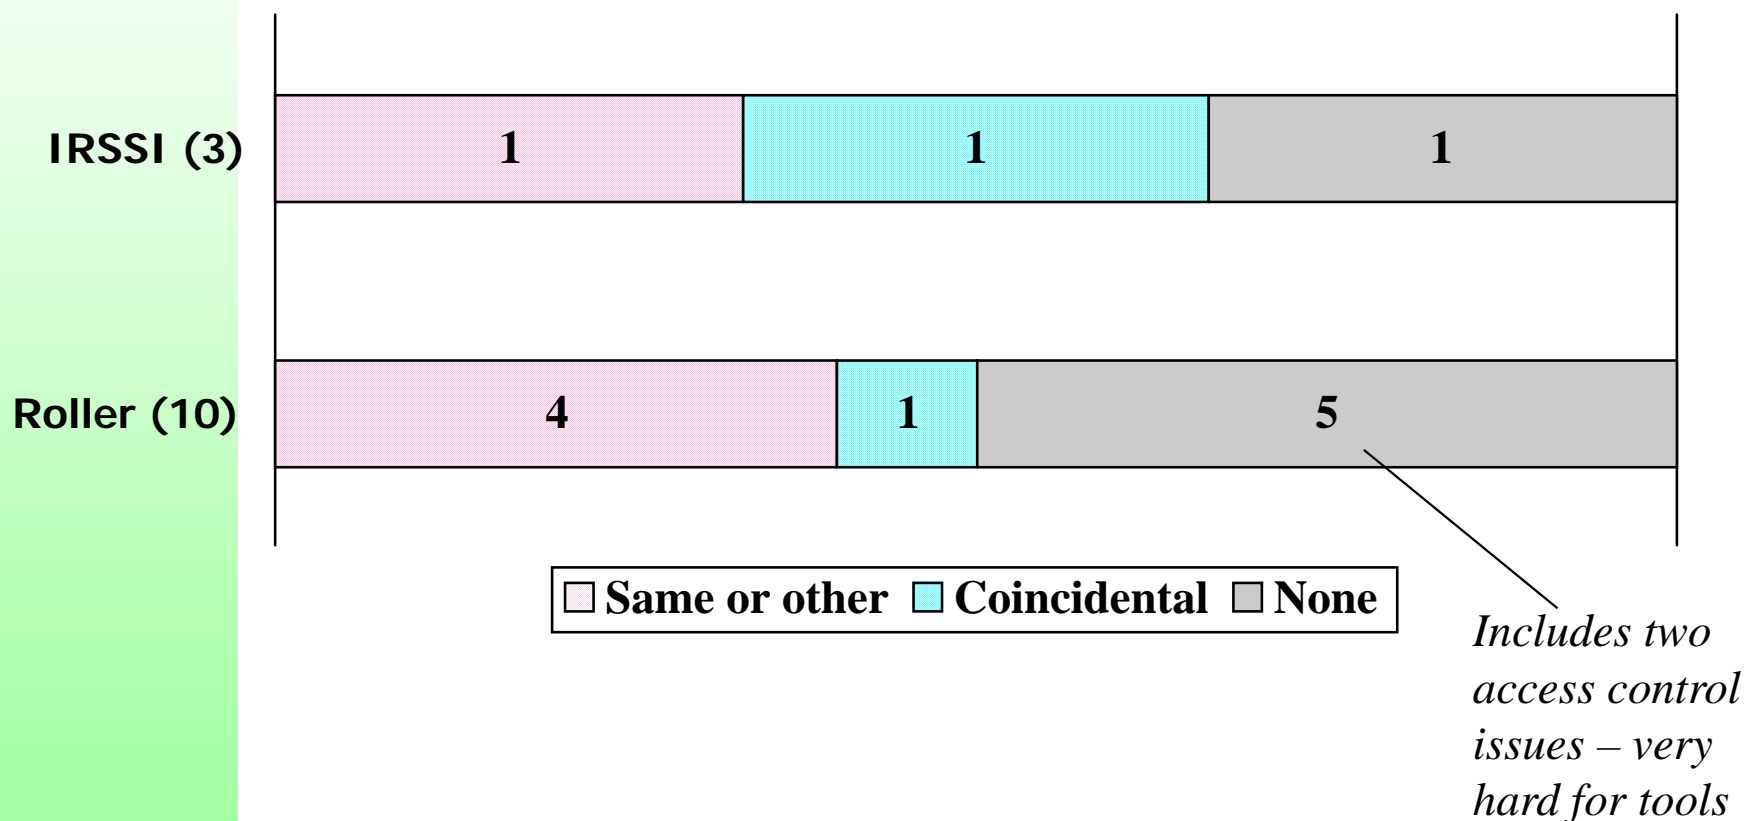 IRSSI (3)
1
1
1
Roller (10)
4
1
5
Same or other Coincidental None
Includes two
access control
issues – very
hard for tools